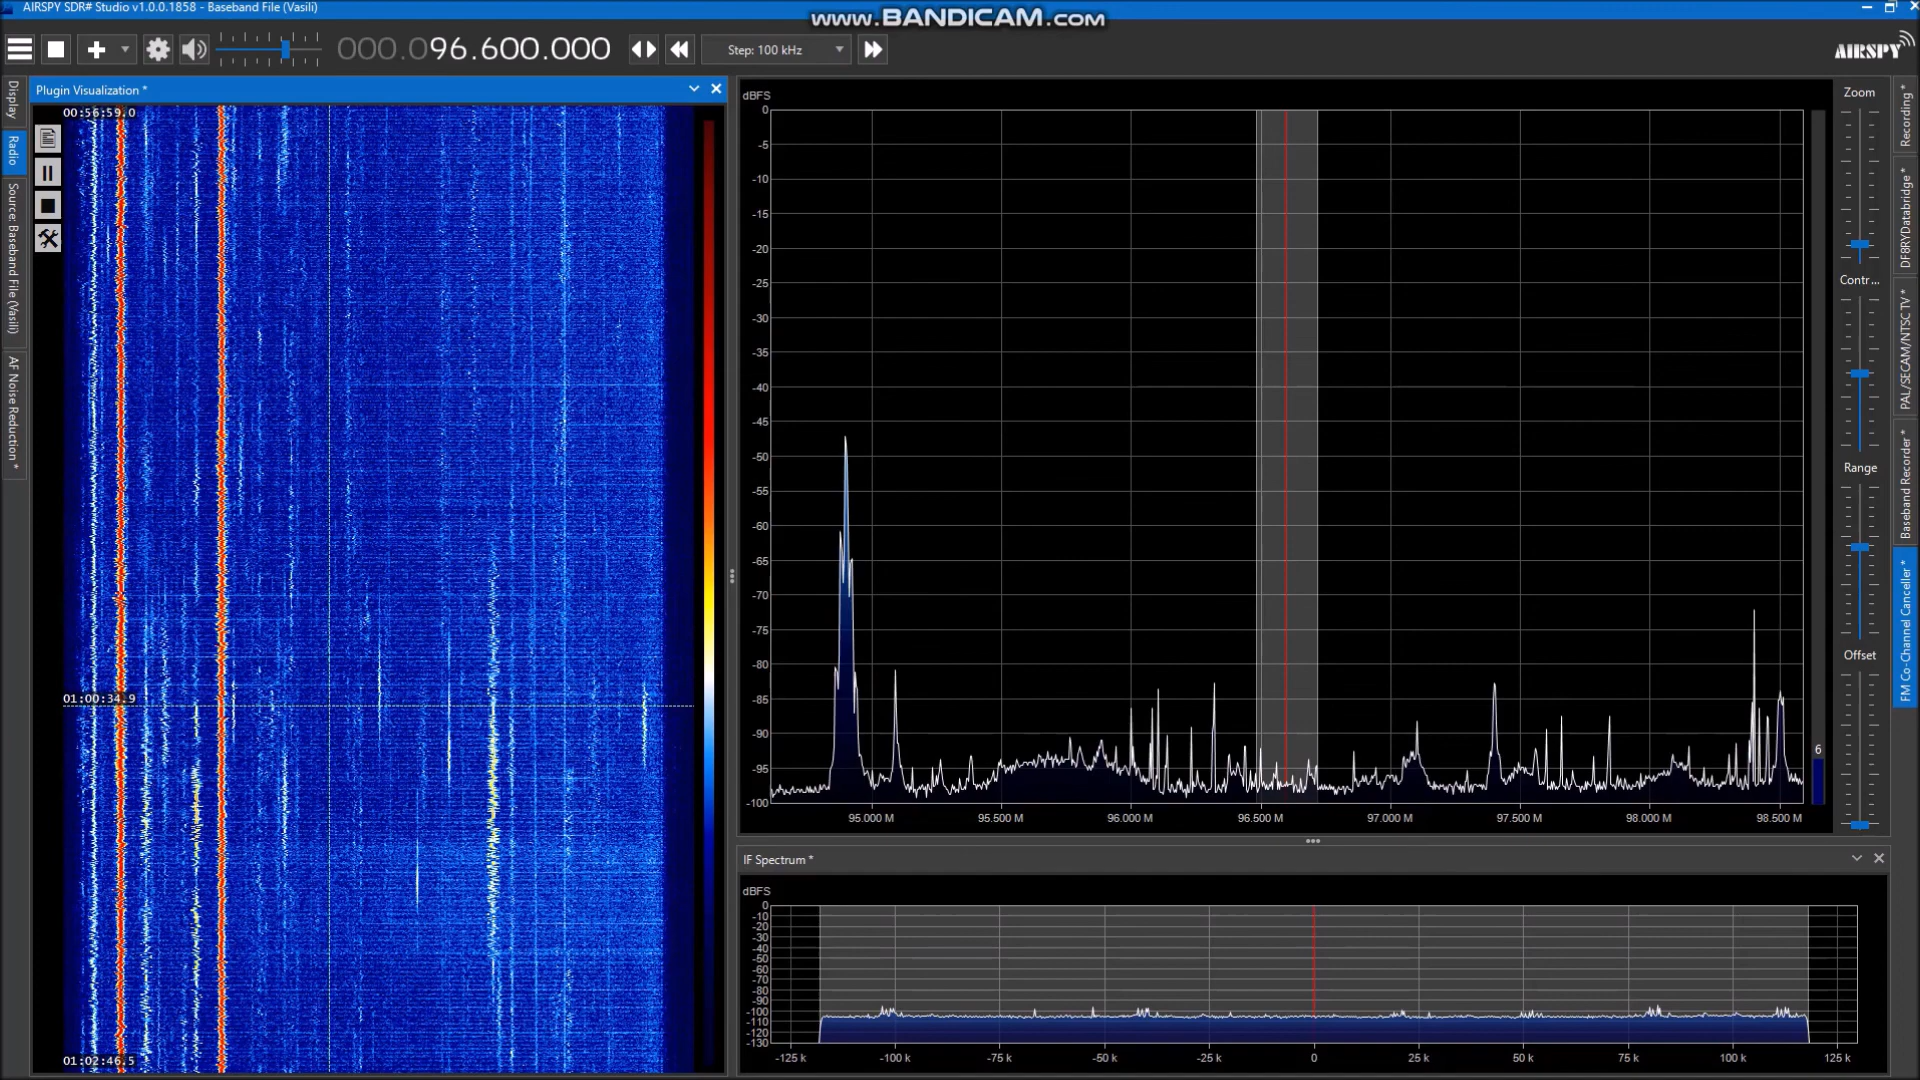 AIRSPY SDR# Studio v1.0.0.1858 - Baseband File (Vasili)
www.BANDICAM.com
000.096.600.000
Step: 100 kHz
AIRSPY
Display
Radio
Source: Baseband File (Vasili)
AF Noise Reduction *
Plugin Visualization *
00:56:59.0
01:00:34.9
01:02:46.5
dBFS
0
-5
-10
-15
-20
-25
-30
-35
-40
-45
-50
-55
-60
-65
-70
-75
-80
-85
-90
-95
-100
95.000 M
95.500 M
96.000 M
96.500 M
97.000 M
97.500 M
98.000 M
98.500 M
6
Zoom
Contr...
Range
Offset
Recording *
DF8RYDatabridge *
PAL/SECAM/NTSC TV *
Baseband Recorder *
FM Co-Channel Canceller *
IF Spectrum *
dBFS
0
-10
-20
-30
-40
-50
-60
-70
-80
-90
-100
-110
-120
-130
-125 k
-100 k
-75 k
-50 k
-25 k
0
25 k
50 k
75 k
100 k
125 k